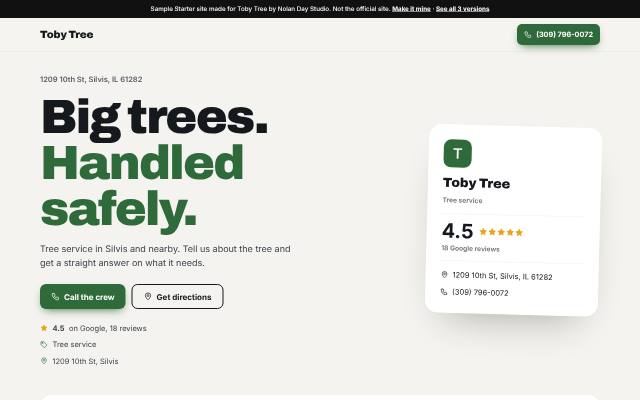 Sample Starter site made for Toby Tree by Nolan Day Studio. Not the official site. Make it mine · See all 3 versions
Toby Tree
(309) 796-0072
1209 10th St, Silvis, IL 61282
Big trees.
Handled
safely.
Tree service in Silvis and nearby. Tell us about the tree and
get a straight answer on what it needs.
Call the crew
Get directions
4.5 on Google, 18 reviews
Tree service
1209 10th St, Silvis
T
Toby Tree
Tree service
4.5
18 Google reviews
1209 10th St, Silvis, IL 61282
(309) 796-0072